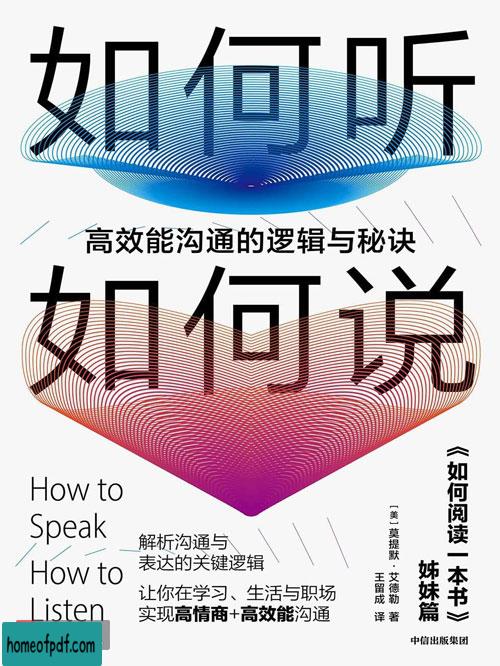 如何听
高效能沟通的逻辑与秘诀
如何说
How to
Speak
How to
Listen
解析沟通与
表达的关键逻辑
让你在学习、生活与职场
实现高情商+高效能沟通
《如何阅读一本书》
姊妹篇
[美]莫提默·艾德勒 著
王留成 译
中信出版集团
homeofpdf.com